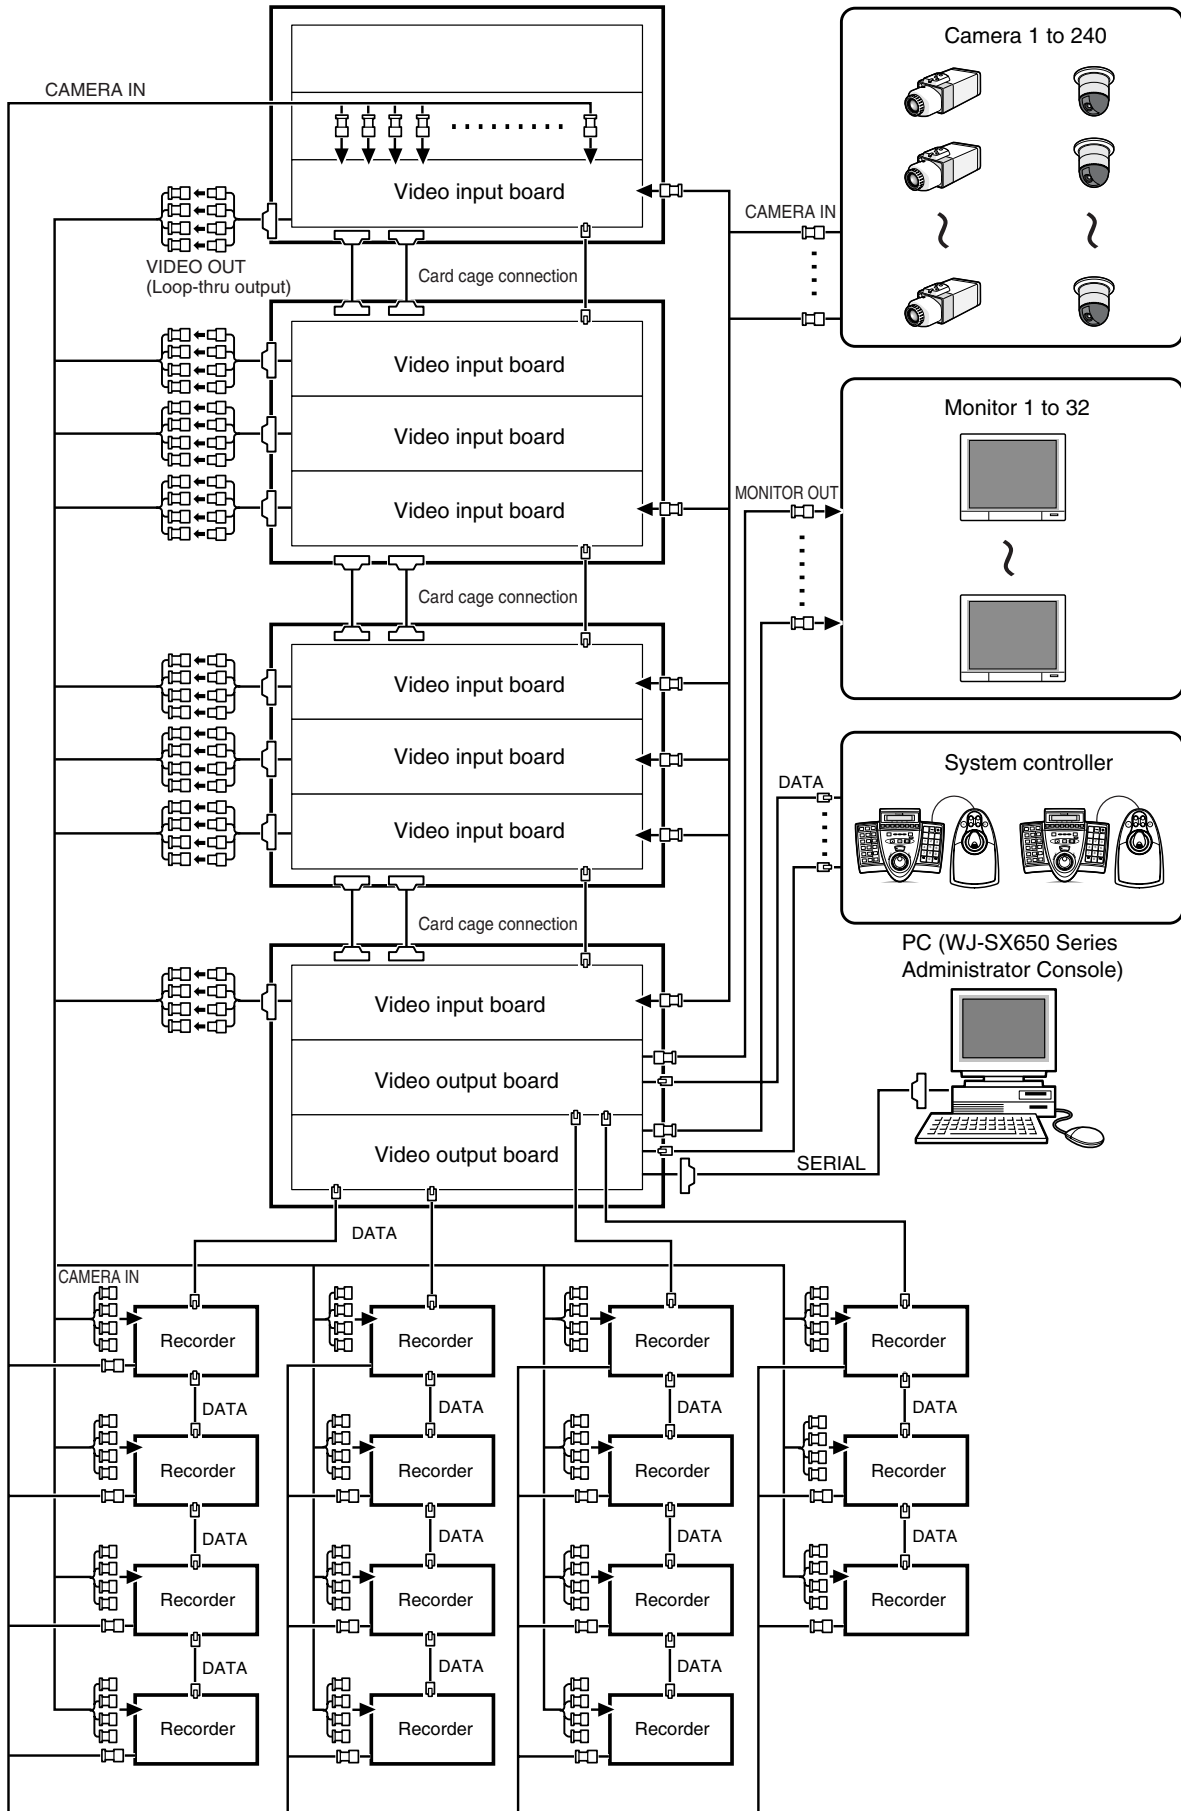 Camera 1 to 240
CAMERA IN
Video input board
CAMERA IN
VIDEO OUT
(Loop-thru output)
Card cage connection
Video input board
Video input board
Video input board
Monitor 1 to 32
MONITOR OUT
Card cage connection
Video input board
Video input board
Video input board
System controller
DATA
Card cage connection
PC (WJ-SX650 Series
Administrator Console)
Video input board
Video output board
Video output board
SERIAL
DATA
CAMERA IN
Recorder
Recorder
Recorder
Recorder
DATA
DATA
DATA
DATA
Recorder
Recorder
Recorder
Recorder
DATA
DATA
DATA
DATA
Recorder
Recorder
Recorder
Recorder
DATA
DATA
DATA
Recorder
Recorder
Recorder